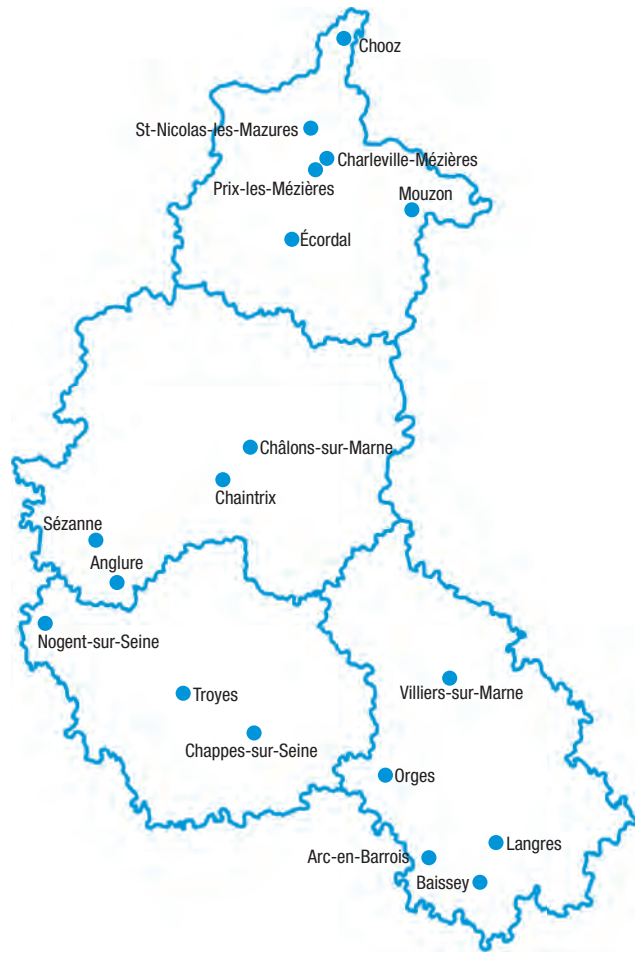 Chooz
St-Nicolas-les-Mazures
Charleville-Mézières
Prix-les-Mézières
Mouzon
Écordal
Châlons-sur-Marne
Chaintrix
Sézanne
Anglure
Nogent-sur-Seine
Villiers-sur-Marne
Troyes
Chappes-sur-Seine
Orges
Langres
Arc-en-Barrois
Baissey